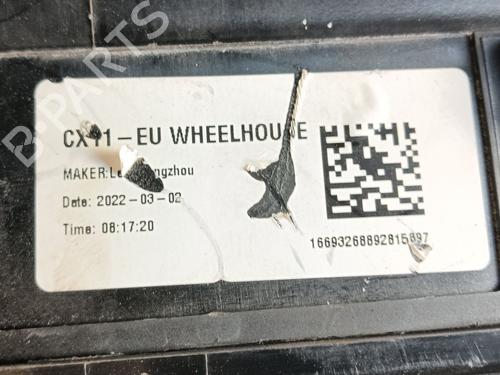 B-PARTS
CX11-EU WHEELHOUSE
MAKER:
Date: 2022-03-02
Time: 08:17:20
16693268892815897